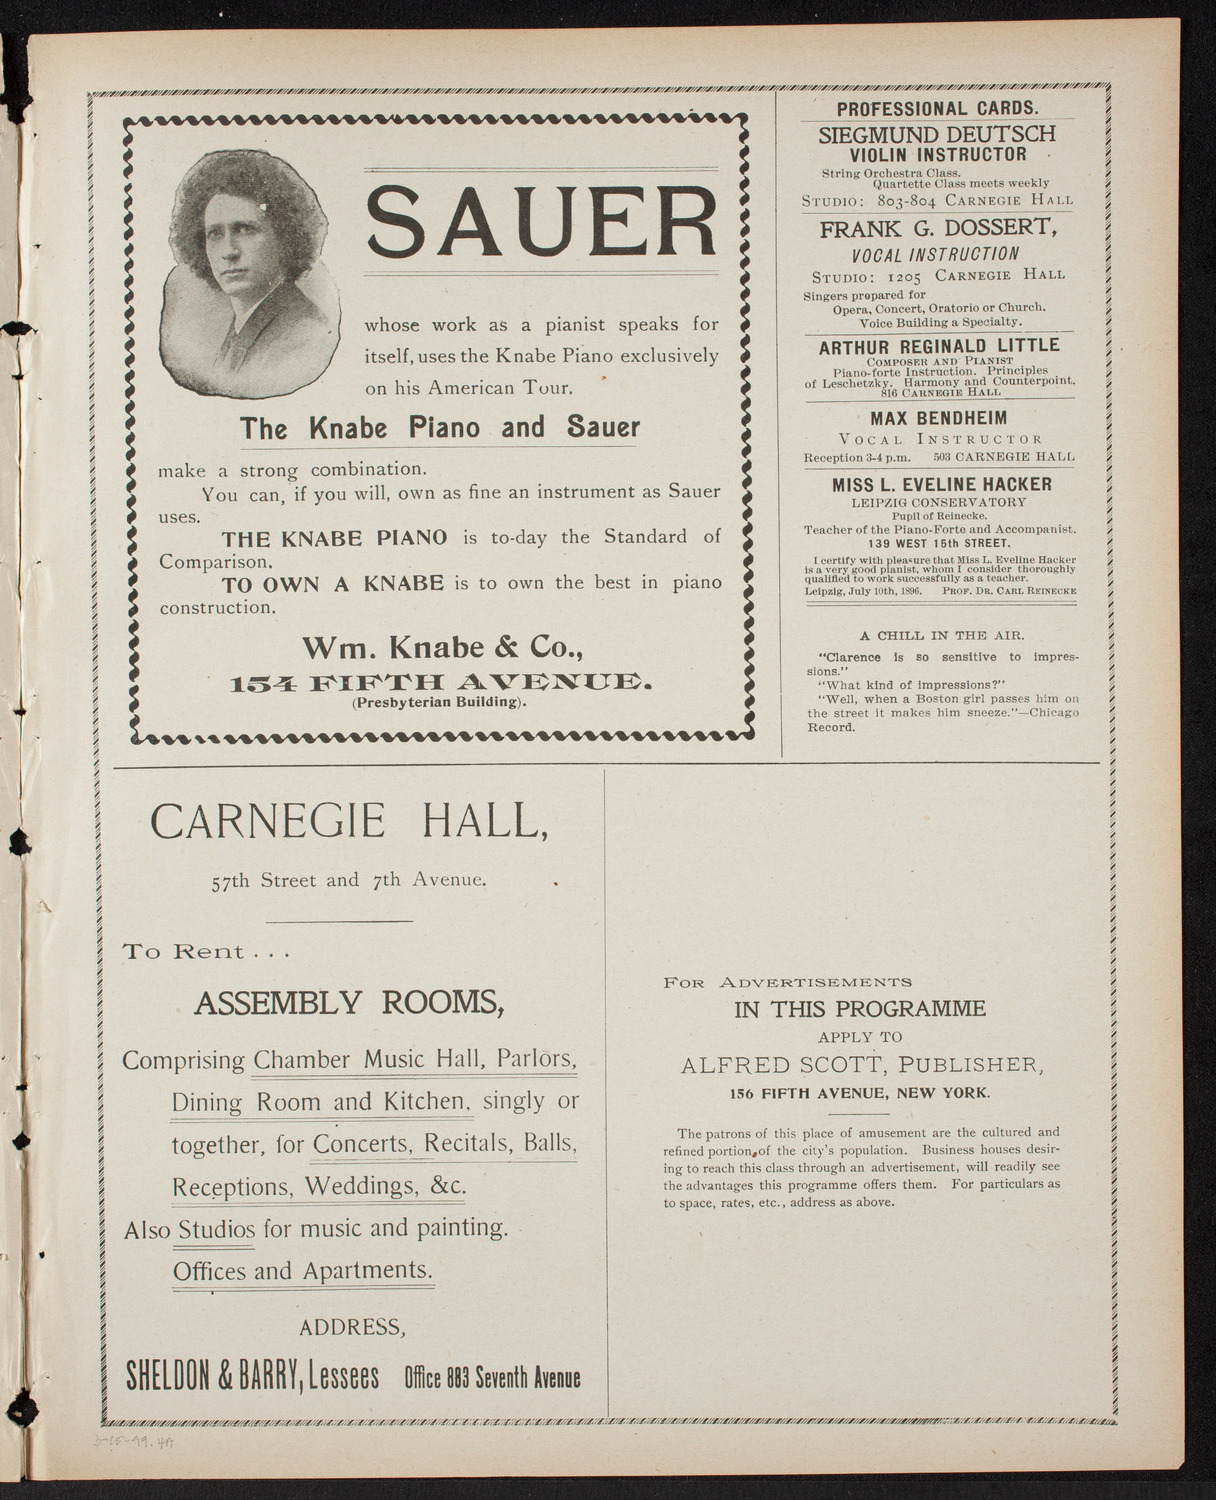 SAUER
whose work as a pianist speaks for
itself, uses the Knabe Piano exclusively
on his American Tour.
The Knabe Piano and Sauer
make a strong combination.
You can, if you will, own as fine an instrument as Sauer
uses.
THE KNABE PIANO is to-day the Standard of
Comparison.
TO OWN A KNABE is to own the best in piano
construction.
Wm. Knabe & Co.,
154 FIFTH AVENUE.
(Presbyterian Building).
PROFESSIONAL CARDS.
SIEGMUND DEUTSCH
VIOLIN INSTRUCTOR
String Orchestra Class.
Quartette Class meets weekly
STUDIO: 803-804 CARNEGIE HALL
FRANK G. DOSSERT,
VOCAL INSTRUCTION
STUDIO: 1205 CARNEGIE HALL
Singers prepared for
Opera, Concert, Oratorio or Church.
Voice Building a Specialty.
ARTHUR REGINALD LITTLE
COMPOSER AND PIANIST
Piano-forte Instruction. Principles
of Leschetzky. Harmony and Counterpoint,
816 CARNEGIE HALL
MAX BENDHEIM
VOCAL INSTRUCTOR
Reception 3-4 p.m. 503 CARNEGIE HALL
MISS L. EVELINE HACKER
LEIPZIG CONSERVATORY
Pupil of Reinecke.
Teacher of the Piano-Forte and Accompanist.
139 WEST 15th STREET.
I certify with pleasure that Miss L. Eveline Hacker
is a very good pianist, whom I consider thoroughly
qualified to work successfully as a teacher.
Leipzig, July 10th, 1896. PROF. DR. CARL REINECKE
A CHILL IN THE AIR.
"Clarence is so sensitive to impres-
sions."
"What kind of impressions?"
"Well, when a Boston girl passes him on
the street it makes him sneeze."—Chicago
Record.
CARNEGIE HALL,
57th Street and 7th Avenue.
To Rent . . .
ASSEMBLY ROOMS,
Comprising Chamber Music Hall, Parlors,
Dining Room and Kitchen, singly or
together, for Concerts, Recitals, Balls,
Receptions, Weddings, &c.
Also Studios for music and painting.
Offices and Apartments.
ADDRESS,
SHELDON & BARRY, Lessees Office 883 Seventh Avenue
FOR ADVERTISEMENTS
IN THIS PROGRAMME
APPLY TO
ALFRED SCOTT, PUBLISHER,
156 FIFTH AVENUE, NEW YORK.
The patrons of this place of amusement are the cultured and
refined portion of the city's population. Business houses desir-
ing to reach this class through an advertisement, will readily see
the advantages this programme offers them. For particulars as
to space, rates, etc., address as above.